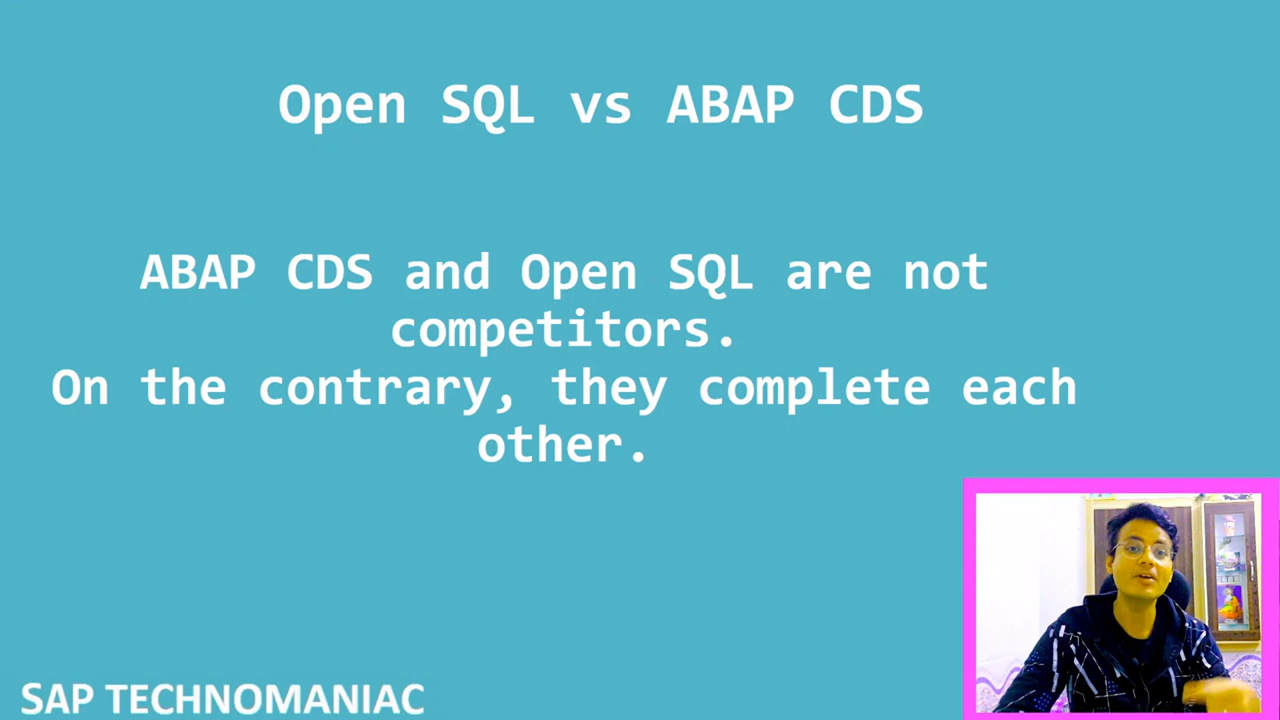 Open SQL vs ABAP CDS
ABAP CDS and Open SQL are not
competitors.
On the contrary, they complete each
other.
SAP TECHNOMANIAC